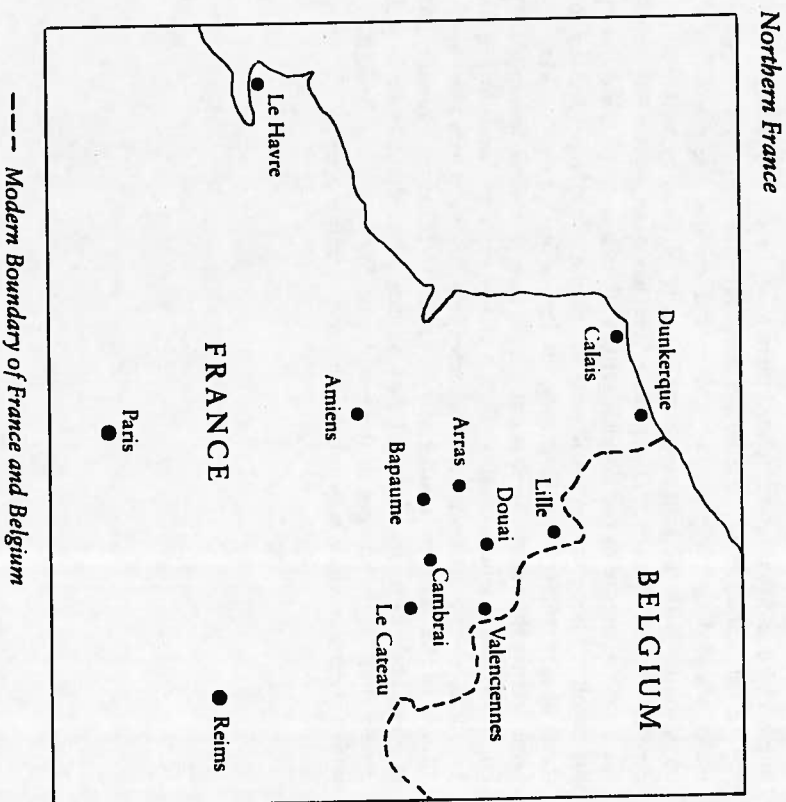 Northern France
Dunkerque
Calais
BELGIUM
Lille
Douai
Valenciennes
Arras
Bapaume
Cambrai
Le Cateau
Amiens
Le Havre
FRANCE
Reims
Paris
--- Modern Boundary of France and Belgium